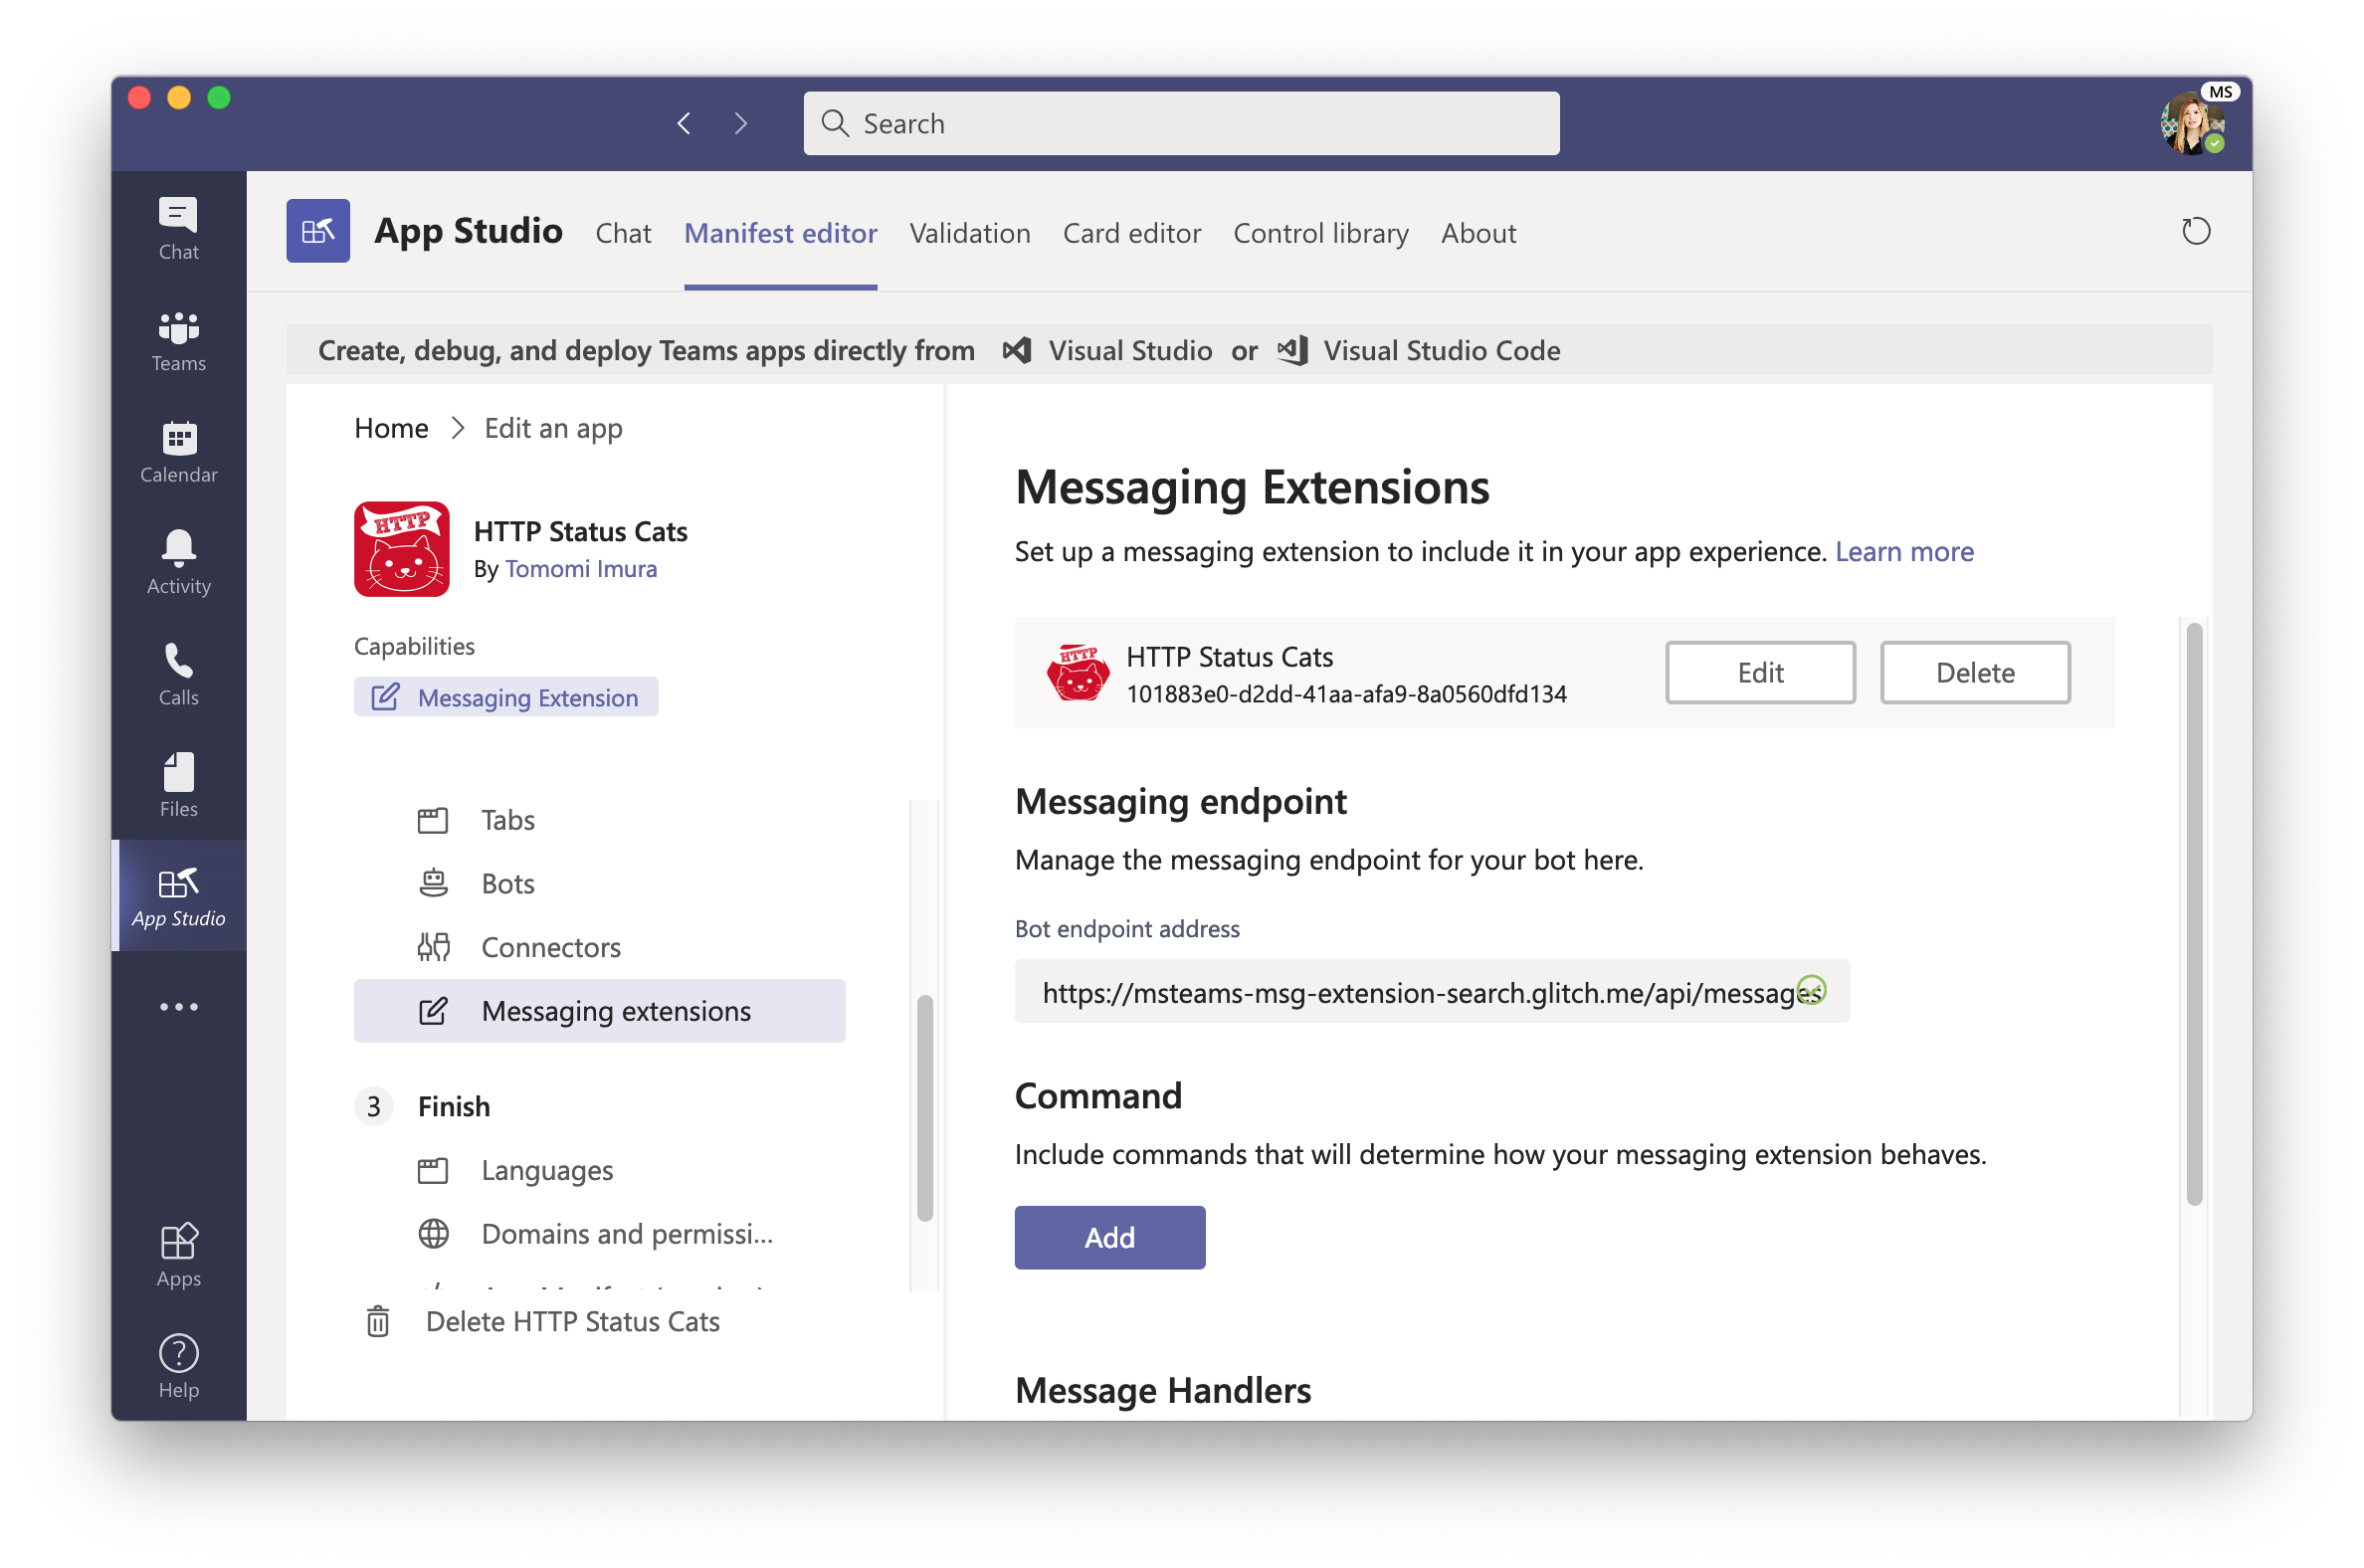 Search
MS
Chat
Teams
Calendar
Activity
Calls
Files
App Studio
Apps
Help
App Studio
Chat
Manifest editor
Validation
Card editor
Control library
About
Create, debug, and deploy Teams apps directly from Visual Studio or Visual Studio Code
Home > Edit an app
HTTP
HTTP Status Cats
By Tomomi Imura
Capabilities
Messaging Extension
Tabs
Bots
Connectors
Messaging extensions
3 Finish
Languages
Domains and permissi...
Delete HTTP Status Cats
Messaging Extensions
Set up a messaging extension to include it in your app experience. Learn more
HTTP
HTTP Status Cats
101883e0-d2dd-41aa-afa9-8a0560dfd134
Edit
Delete
Messaging endpoint
Manage the messaging endpoint for your bot here.
Bot endpoint address
https://msteams-msg-extension-search.glitch.me/api/messages
Command
Include commands that will determine how your messaging extension behaves.
Add
Message Handlers